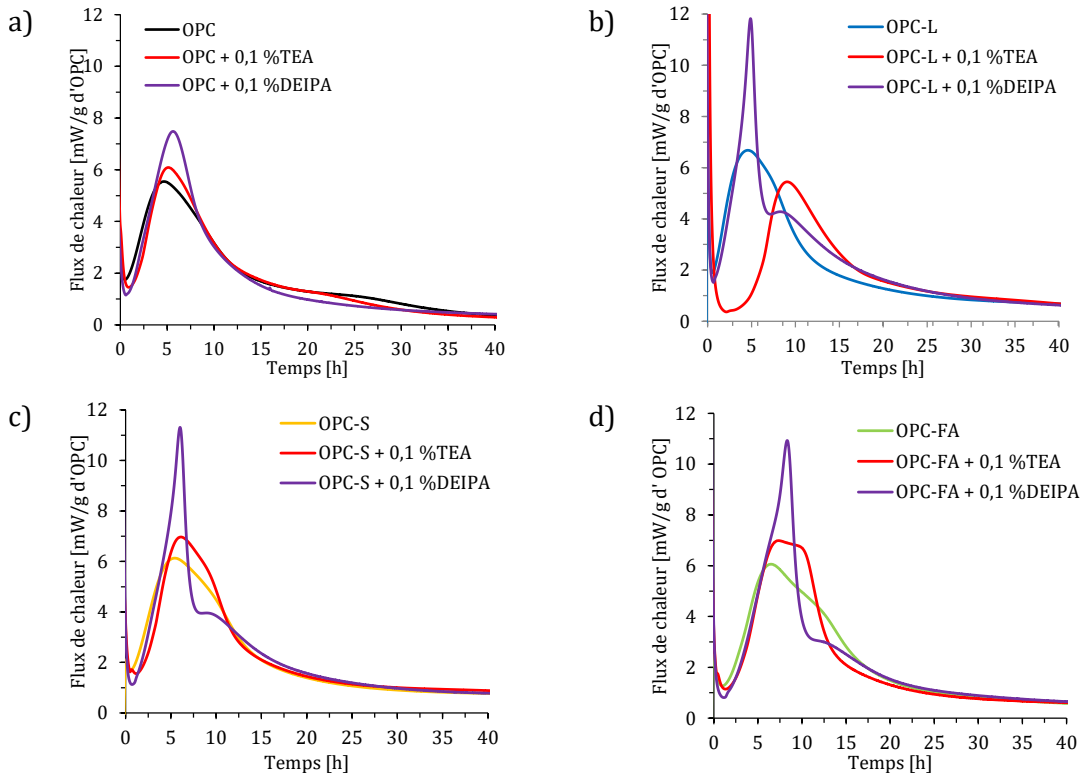 a)
12
10
8
6
4
2
0
Flux de chaleur [mW/g d'OPC]
OPC
OPC + 0,1 %TEA
OPC + 0,1 %DEIPA
0 5 10 15 20 25 30 35 40
Temps [h]
b)
12
10
8
6
4
2
0
Flux de chaleur [mW/g d'OPC]
OPC-L
OPC-L + 0,1 %TEA
OPC-L + 0,1 %DEIPA
0 5 10 15 20 25 30 35 40
Temps [h]
c)
12
10
8
6
4
2
0
Flux de chaleur [mW/g d'OPC]
OPC-S
OPC-S + 0,1 %TEA
OPC-S + 0,1 %DEIPA
0 5 10 15 20 25 30 35 40
Temps [h]
d)
12
10
8
6
4
2
0
Flux de chaleur [mW/g d' OPC]
OPC-FA
OPC-FA + 0,1 %TEA
OPC-FA + 0,1 %DEIPA
0 5 10 15 20 25 30 35 40
Temps [h]